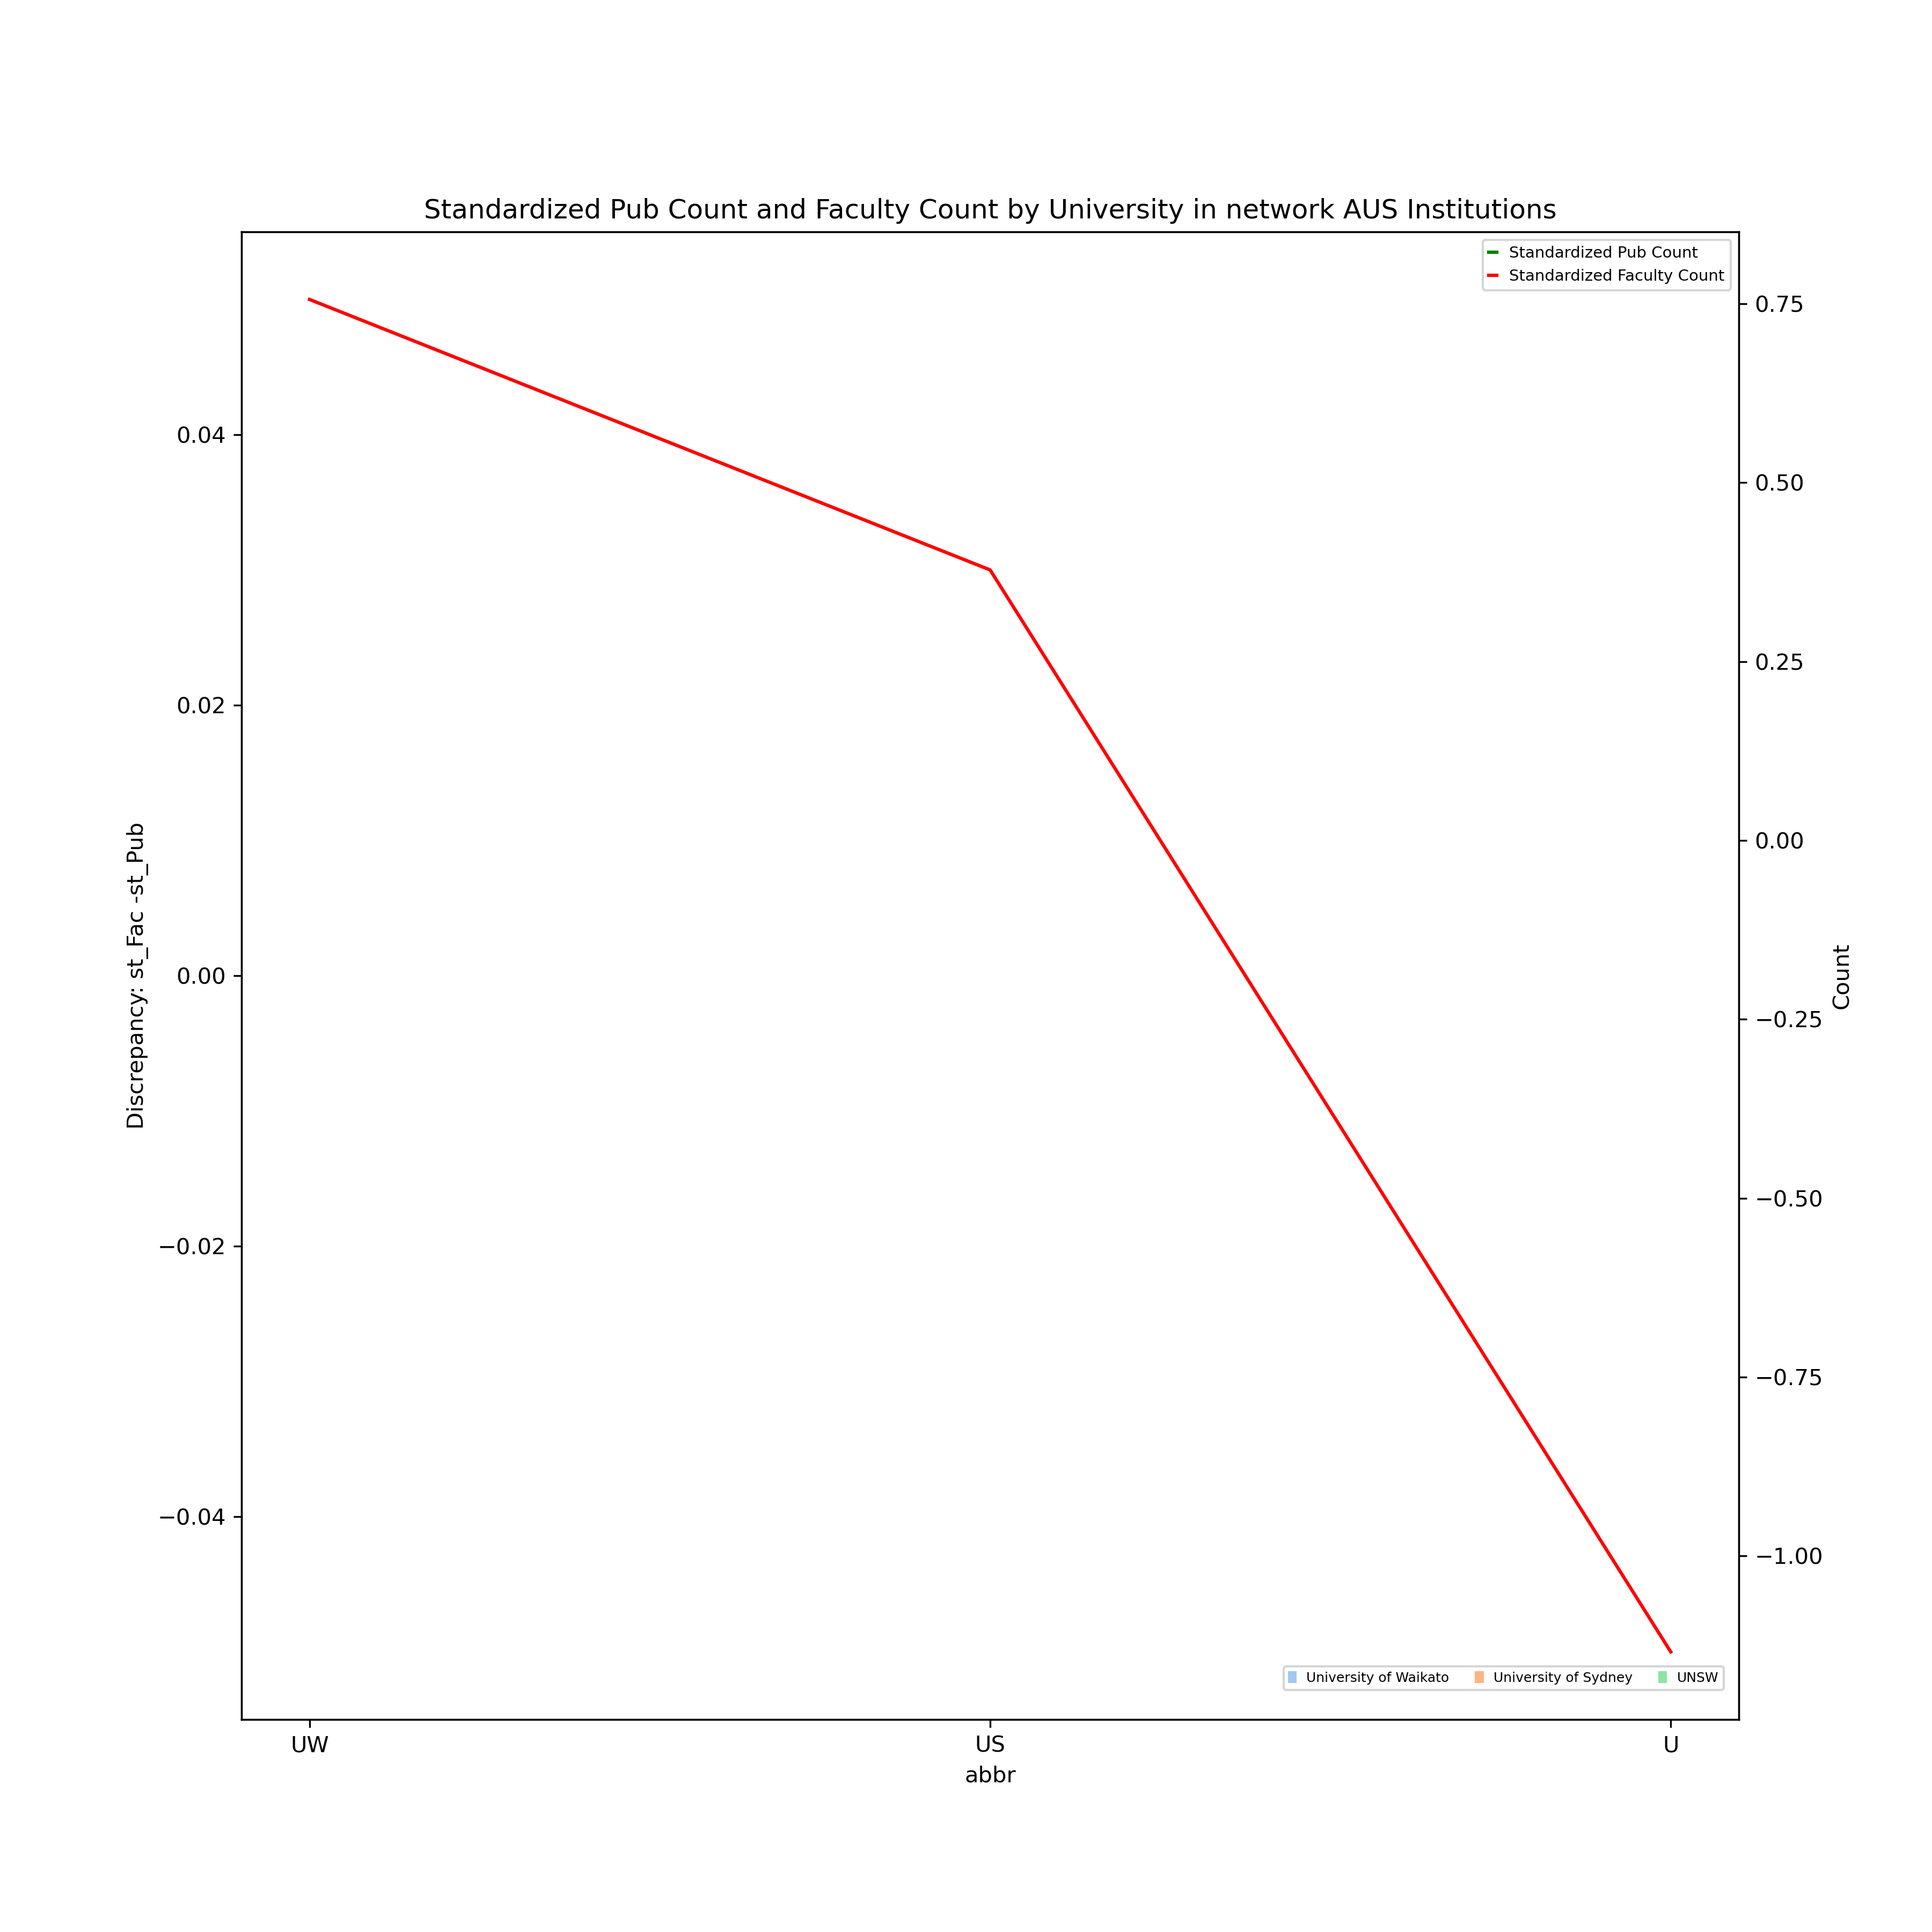 Standardized Pub Count and Faculty Count by University in network AUS Institutions
Standardized Pub Count
Standardized Faculty Count
0.04
0.02
0.00
−0.02
−0.04
Discrepancy: st_Fac -st_Pub
0.75
0.50
0.25
0.00
−0.25
−0.50
−0.75
−1.00
Count
University of Waikato University of Sydney UNSW
UW US U
abbr